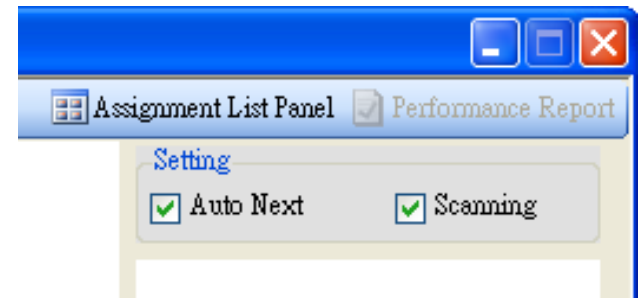 Assignment List Panel Performance Report
Setting
Auto Next Scanning